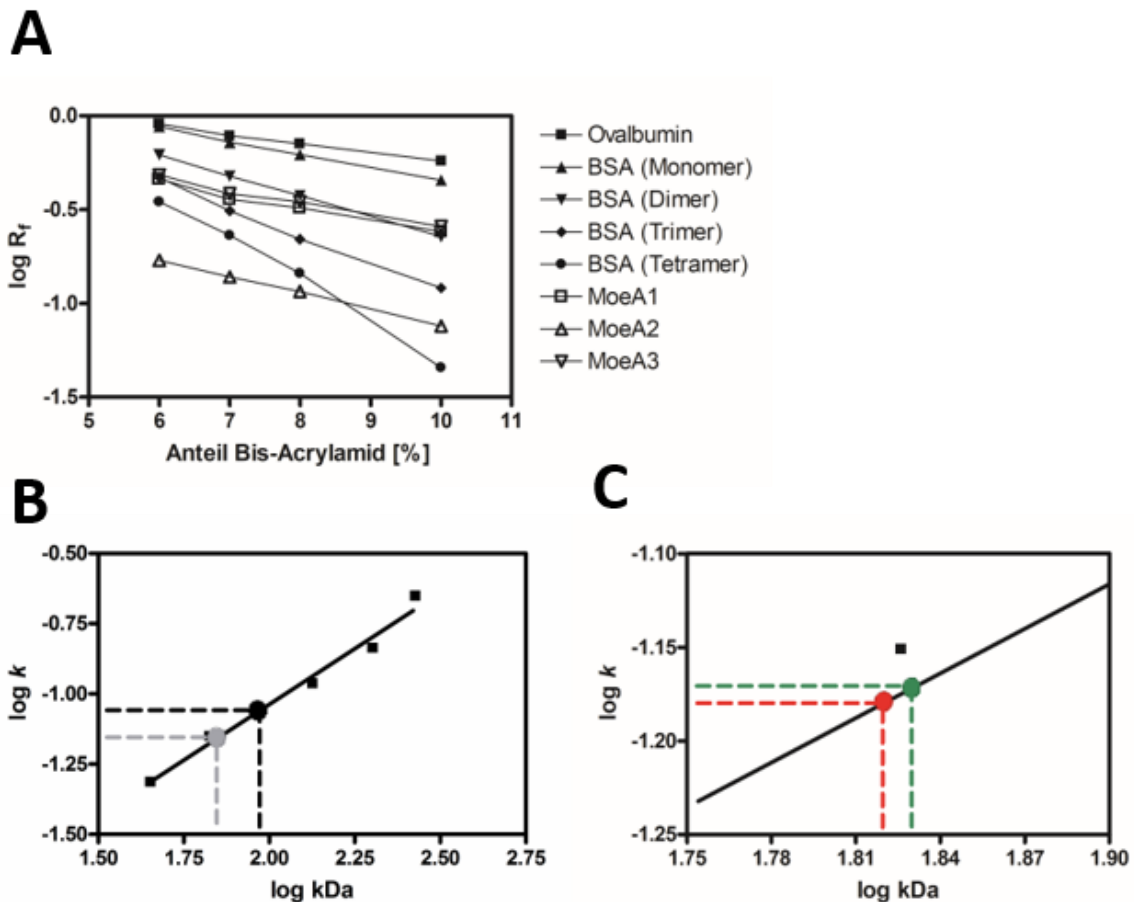 A
0.0
-0.5
-1.0
-1.5
log Rf
5 6 7 8 9 10 11
Anteil Bis-Acrylamid [%]
Ovalbumin
BSA (Monomer)
BSA (Dimer)
BSA (Trimer)
BSA (Tetramer)
MoeA1
MoeA2
MoeA3
B
-0.50
-0.75
-1.00
-1.25
-1.50
log k
1.50 1.75 2.00 2.25 2.50 2.75
log kDa
C
-1.10
-1.15
-1.20
-1.25
log k
1.75 1.78 1.81 1.84 1.87 1.90
log kDa